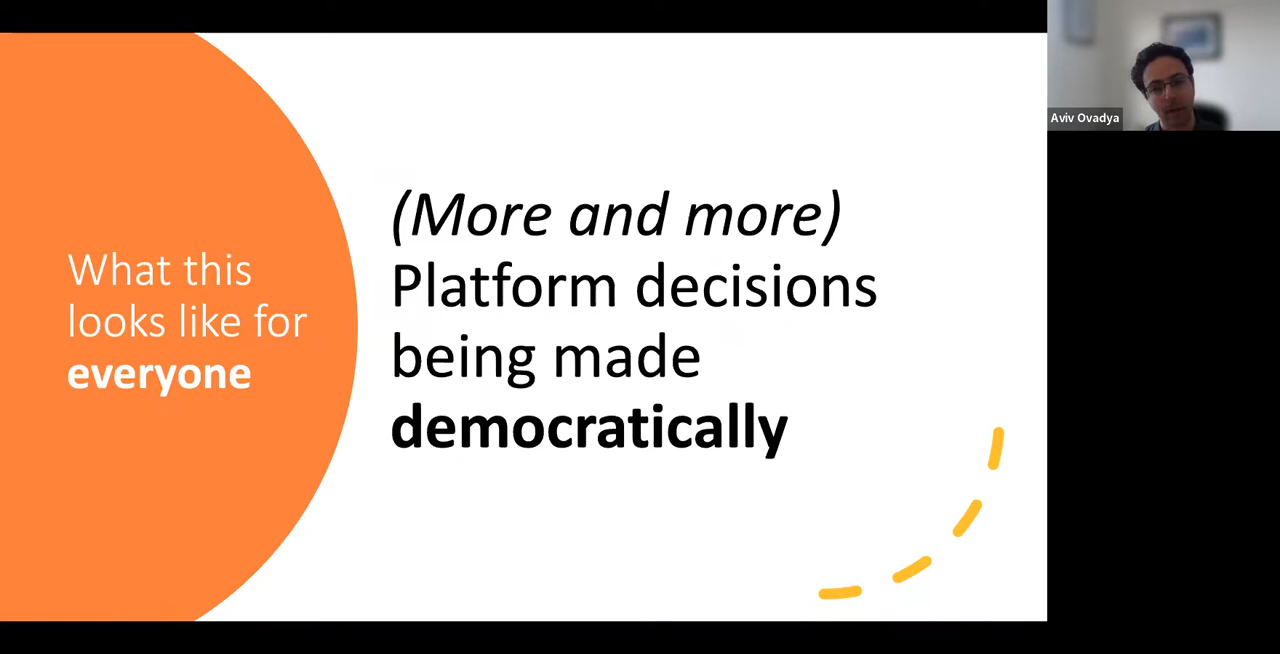 What this
looks like for
everyone
(More and more)
Platform decisions
being made
democratically
Aviv Ovadya